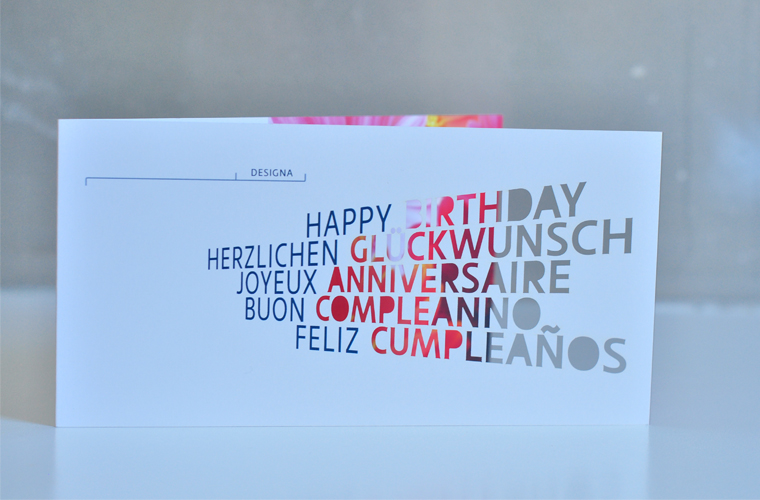 DESIGNA
HAPPY BIRTHDAY
HERZLICHEN GLÜCKWUNSCH
JOYEUX ANNIVERSAIRE
BUON COMPLEANNO
FELIZ CUMPLEAÑOS